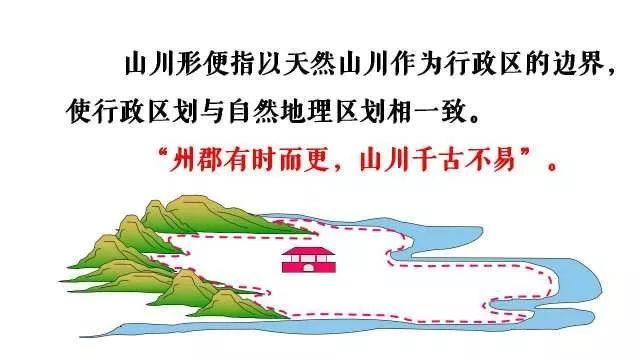 山川形便指以天然山川作为行政区的边界，
使行政区划与自然地理区划相一致。
“州郡有时而更，山川千古不易”。